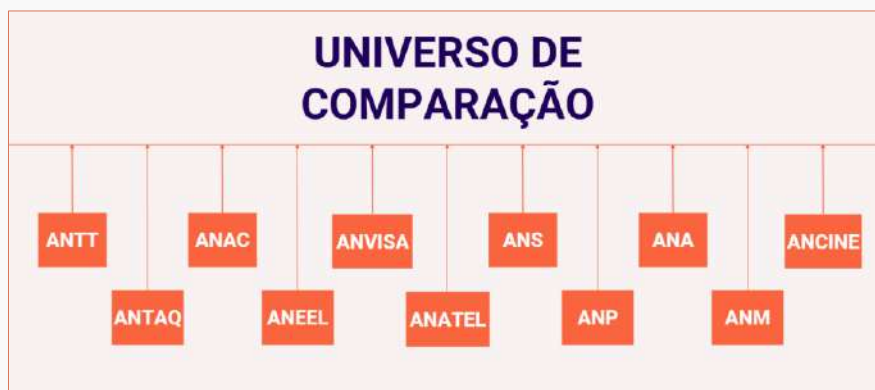 UNIVERSO DE
COMPARAÇÃO
ANTT
ANAC
ANVISA
ANS
ANA
ANCINE
ANTAQ
ANEEL
ANATEL
ANP
ANM